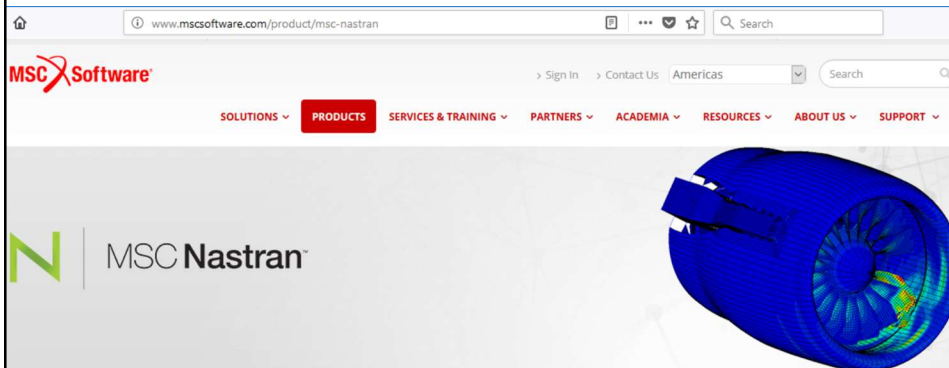 www.mscsoftware.com/product/msc-nastran
Search
MSC Software®
> Sign In > Contact Us Americas Search
SOLUTIONS PRODUCTS SERVICES & TRAINING PARTNERS ACADEMIA RESOURCES ABOUT US SUPPORT
N MSC Nastran™